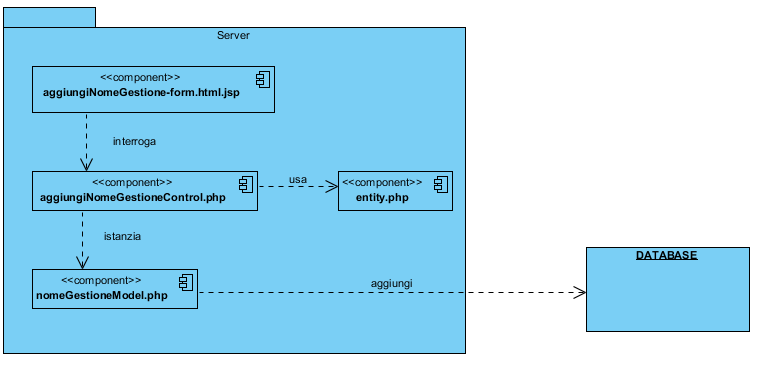 Server
<<component>>
aggiungiNomeGestione-form.html.jsp
interroga
<<component>>
aggiungiNomeGestioneControl.php
usa
<<component>>
entity.php
istanzia
<<component>>
nomeGestioneModel.php
aggiungi
DATABASE